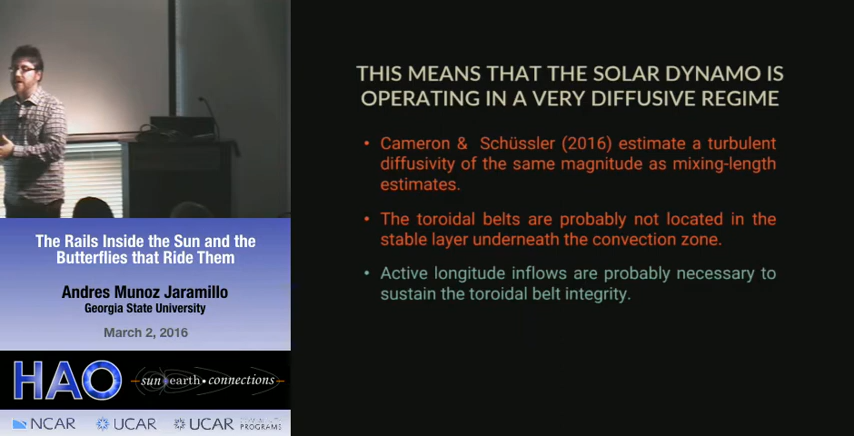 THIS MEANS THAT THE SOLAR DYNAMO IS
OPERATING IN A VERY DIFFUSIVE REGIME
• Cameron & Schüssler (2016) estimate a turbulent
diffusivity of the same magnitude as mixing-length
estimates.
• The toroidal belts are probably not located in the
stable layer underneath the convection zone.
• Active longitude inflows are probably necessary to
sustain the toroidal belt integrity.
The Rails Inside the Sun and the
Butterflies that Ride Them
Andres Munoz Jaramillo
Georgia State University
March 2, 2016
HAO
sun•earth•connections
NCAR UCAR UCAR COMMUNITY
PROGRAMS